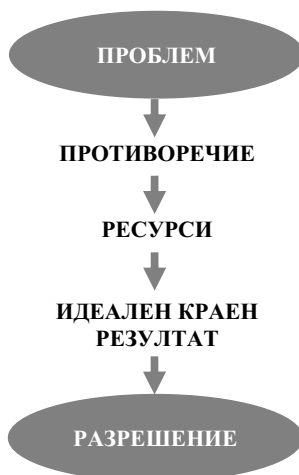 ПРОБЛЕМ
ПРОТИВОРЕЧИЕ
РЕСУРСИ
ИДЕАЛЕН КРАЕН
РЕЗУЛТАТ
РАЗРЕШЕНИЕ